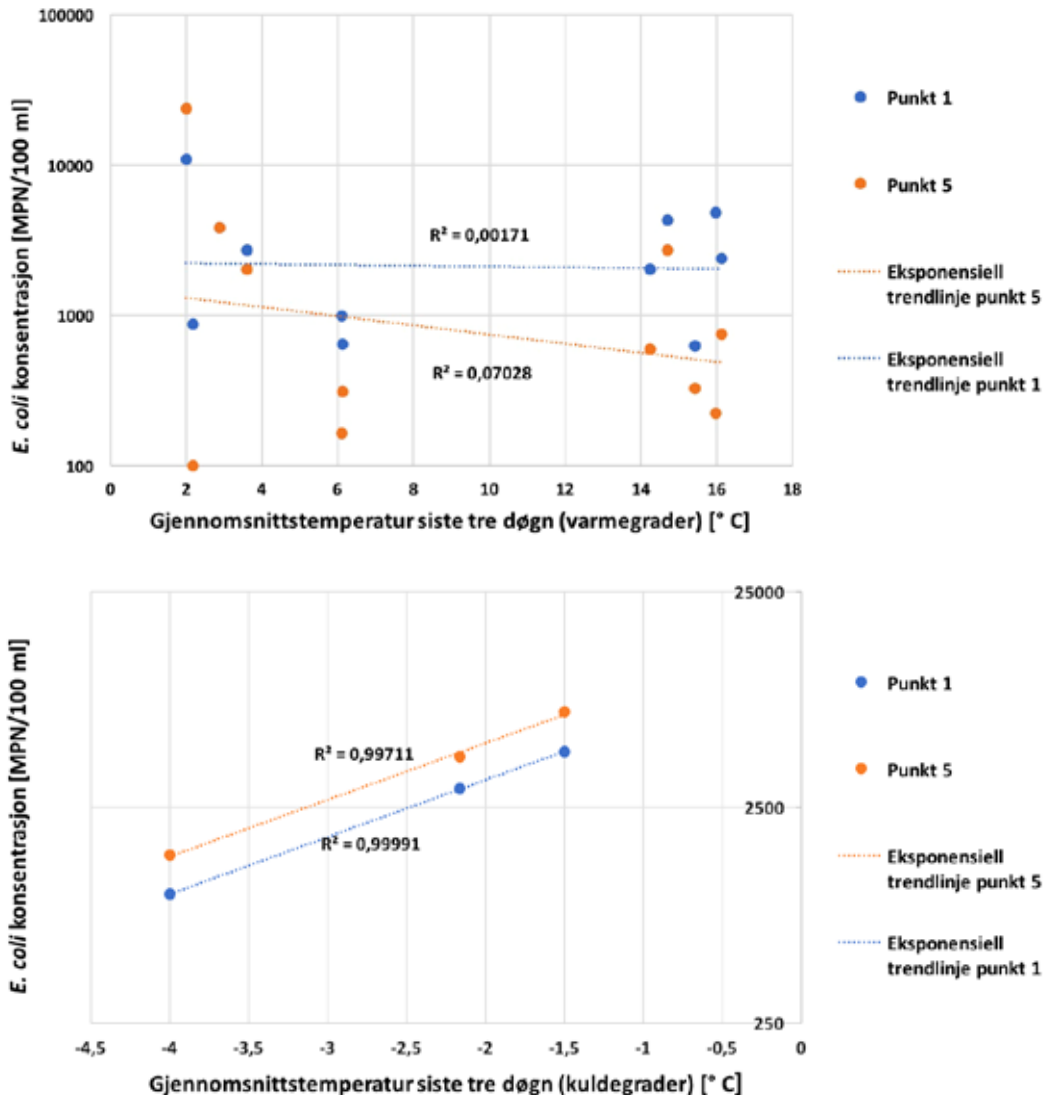 100000
10000
1000
100
E. coli konsentrasjon [MPN/100 ml]
R² = 0,00171
R² = 0,07028
0 2 4 6 8 10 12 14 16 18
Gjennomsnittstemperatur siste tre døgn (varmegrader) [° C]
Punkt 1
Punkt 5
Eksponensiell
trendlinje punkt 5
Eksponensiell
trendlinje punkt 1
25000
2500
250
E. coli konsentrasjon [MPN/100 ml]
R² = 0,99711
R² = 0,99991
-4,5 -4 -3,5 -3 -2,5 -2 -1,5 -1 -0,5 0
Gjennomsnittstemperatur siste tre døgn (kuldegrader) [° C]
Punkt 1
Punkt 5
Eksponensiell
trendlinje punkt 5
Eksponensiell
trendlinje punkt 1